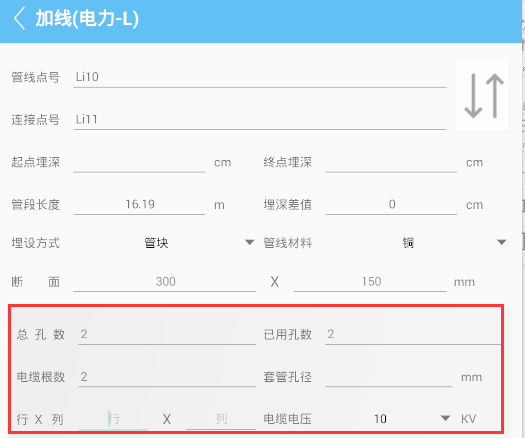 加线(电力-L)
管线点号 Li10
连接点号 Li11
起点埋深 cm 终点埋深 cm
管段长度 16.19 m 埋深差值 0 cm
埋设方式 管块 管线材料 铜
断 面 300 X 150 mm
总 孔 数 2 已用孔数 2
电缆根数 2 套管孔径 mm
行 X 列 行 X 列 电缆电压 10 KV